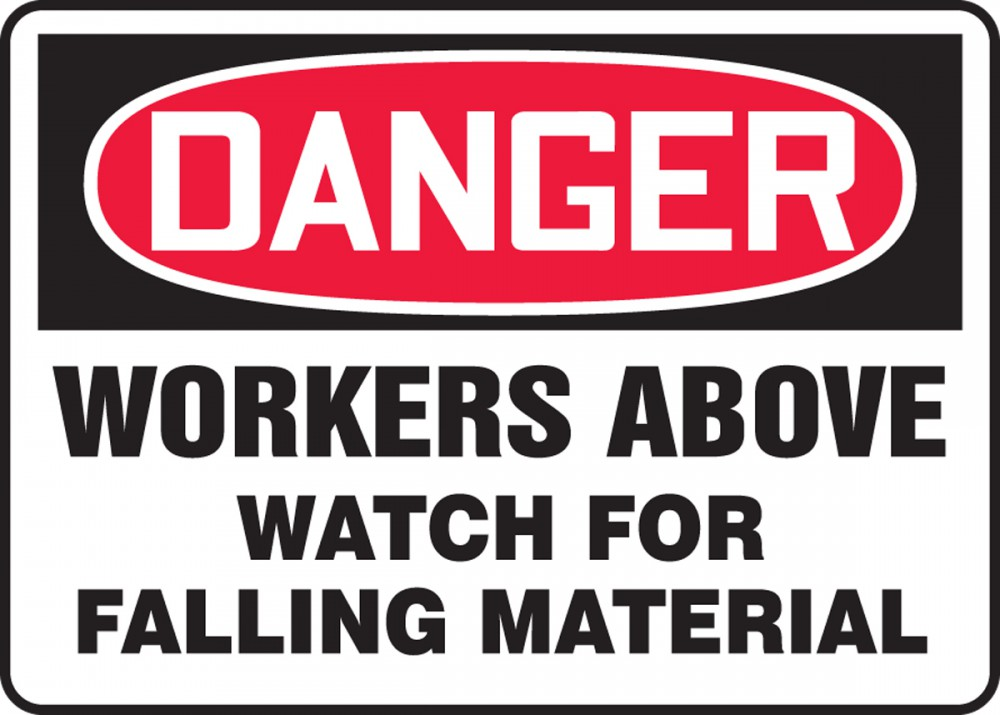 DANGER
WORKERS ABOVE
WATCH FOR
FALLING MATERIAL